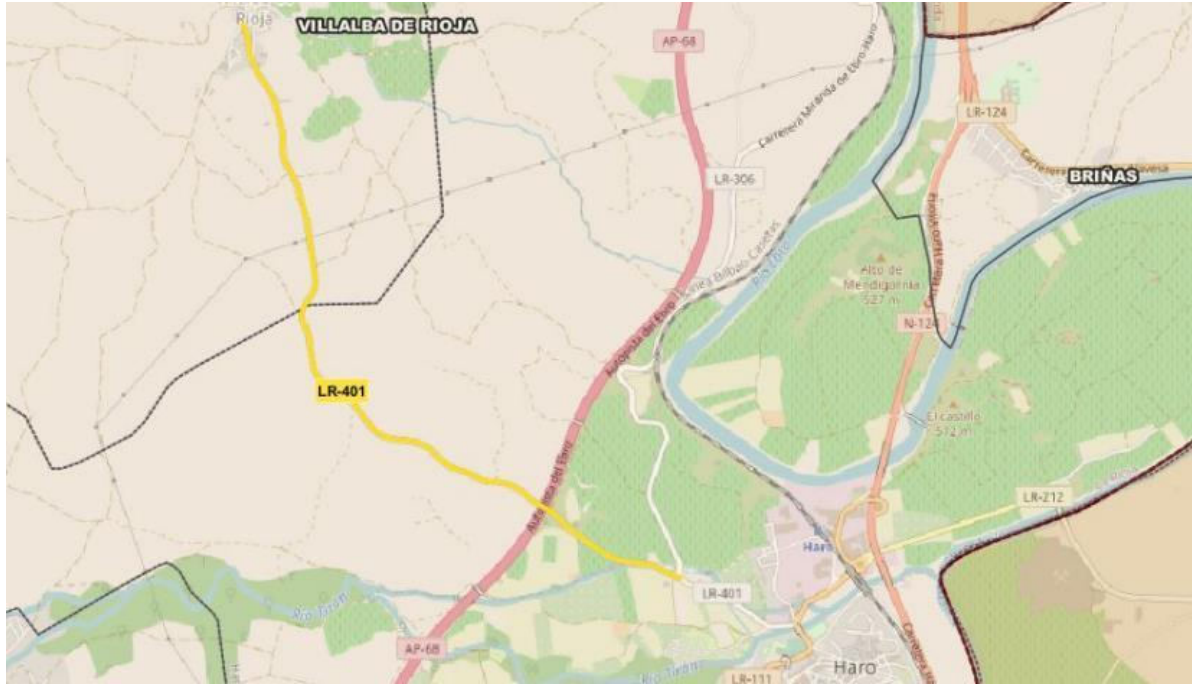 Rioja
VILLALBA DE RIOJA
AP-68
LR-124
LR-306
BRIÑAS
Carretera Miranda de Ebro-Haro
Línea Bilbao-Casetas
Río Ebro
Alto de
Mendigornia
527 m
N-124
Autopista del Ebro
LR-401
El castillo
512 m
Autopista del Ebro
LR-212
Haro
LR-401
Río Tirón
AP-68
Río Tirón
LR-111
Haro